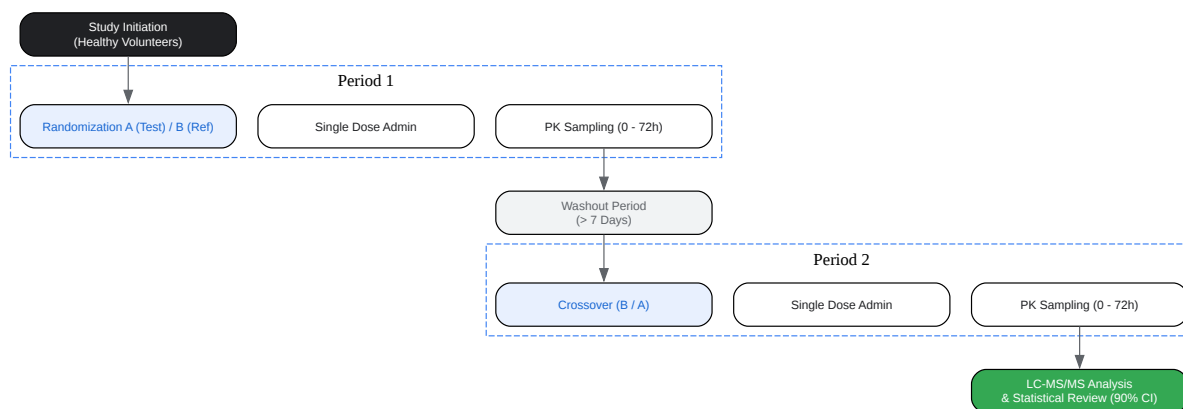 Study Initiation
(Healthy Volunteers)
Period 1
Randomization A (Test) / B (Ref)
Single Dose Admin
PK Sampling (0 - 72h)
Washout Period
(> 7 Days)
Period 2
Crossover (B / A)
Single Dose Admin
PK Sampling (0 - 72h)
LC-MS/MS Analysis
& Statistical Review (90% CI)